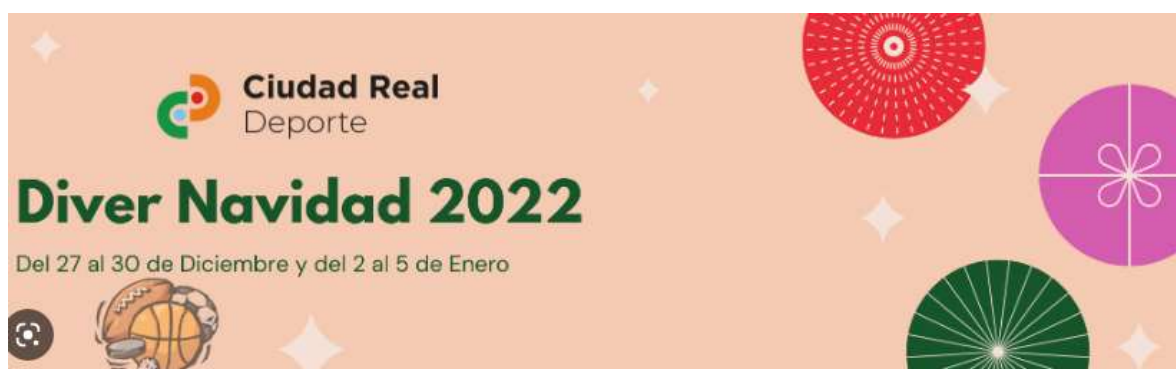 Ciudad Real
Deporte
Diver Navidad 2022
Del 27 al 30 de Diciembre y del 2 al 5 de Enero